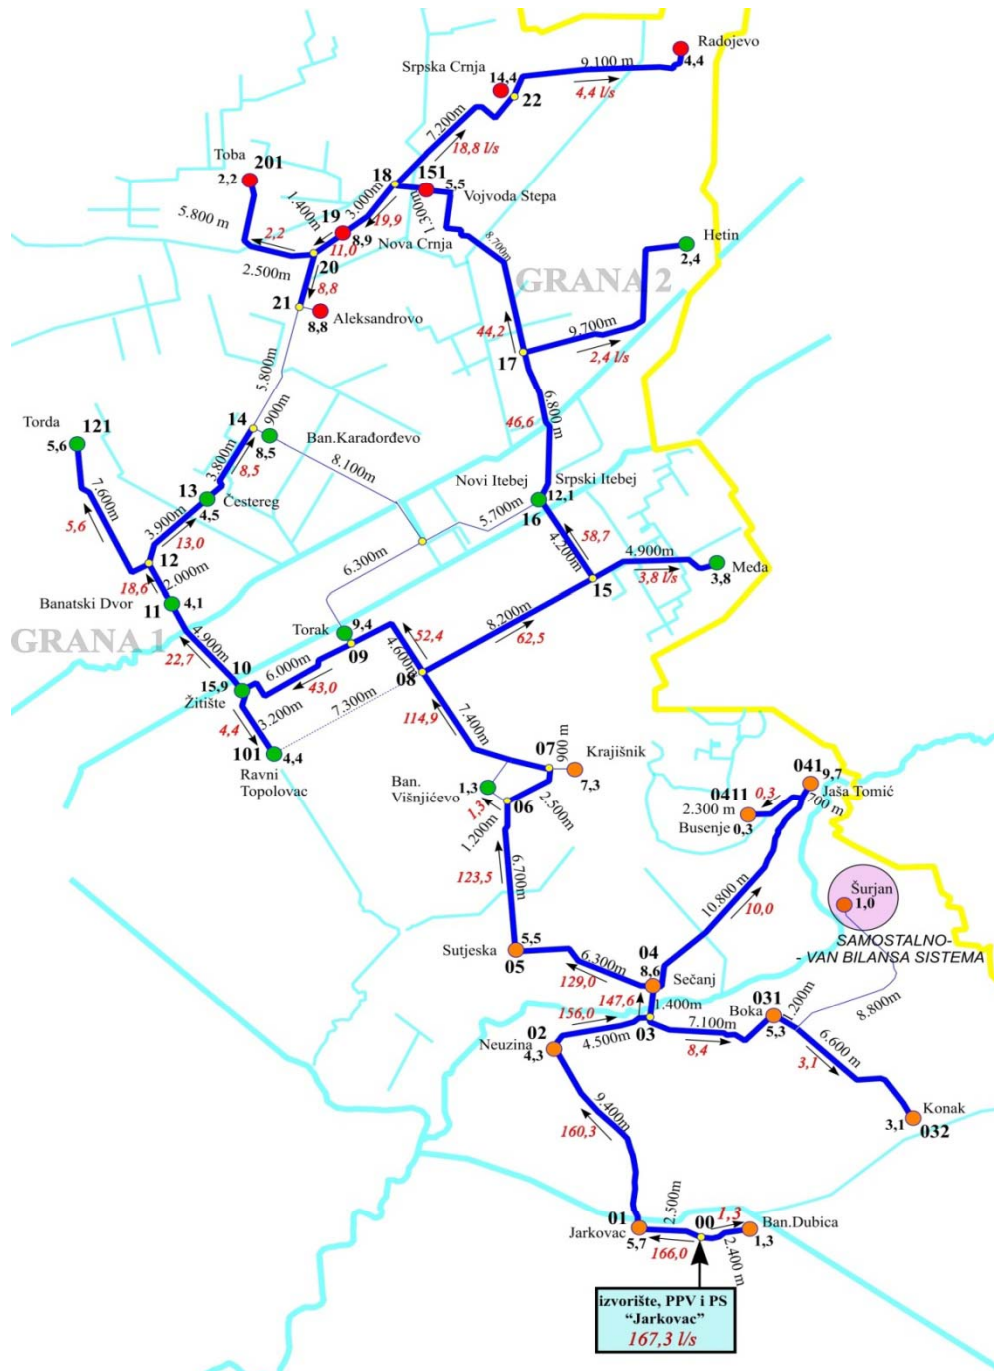 Radojevo
4,4
9.100 m
4,4 l/s
Srpska Crnja
14,4
22
7.200m
18,8 l/s
Toba
201
2,2
5.800 m
2,2
2.500m
18
151
5,5
Vojvoda Stepa
3.000m
1.400m
19
19,9
8,9
Nova Crnja
11,0
20
8,8
21
8,8
Aleksandrovo
1.300m
8.700m
Hetin
2,4
GRANA 2
44,2
9.700m
2,4 l/s
17
5.800m
46,6
6.800 m
Torda
121
5,6
14
900m
8,5
Ban.Karađorđevo
8.100m
3.800m
8,5
7.600m
5,6
13
4,5
Čestereg
3.900m
13,0
Novi Itebej
Srpski Itebej
12,1
16
5.700m
6.300m
4.200m
58,7
4.900m
3,8 l/s
Međa
3,8
15
12
18,6
2.000m
Banatski Dvor
11
4,1
GRANA 1
4.900m
22,7
Torak
9,4
09
52,4
4.600m
8.200m
62,5
6.000m
43,0
10
15,9
Žitište
08
7.300m
3.200m
4,4
101
4,4
Ravni
Topolovac
114,9
7.400m
07
900 m
Krajišnik
7,3
Ban.
Višnjićevo
1,3
1,3
06
2.500m
1.200m
041
9,7
Jaša Tomić
0,3
700 m
0411
2.300 m
Busenje
0,3
123,5
6.700m
10.800 m
10,0
Šurjan
1,0
SAMOSTALNO-
- VAN BILANSA SISTEMA
Sutjeska
5,5
05
6.300m
129,0
04
8,6
Sečanj
147,6
156,0
1.400m
02
Neuzina
4,3
4.500m
03
7.100m
8,4
031
Boka
5,3
1.200m
8.800m
6.600 m
3,1
Konak
3,1
032
9.400m
160,3
01
Jarkovac
5,7
2.500m
166,0
00
1,3
Ban.Dubica
1,3
2.400 m
izvorište, PPV i PS
“Jarkovac”
167,3 l/s